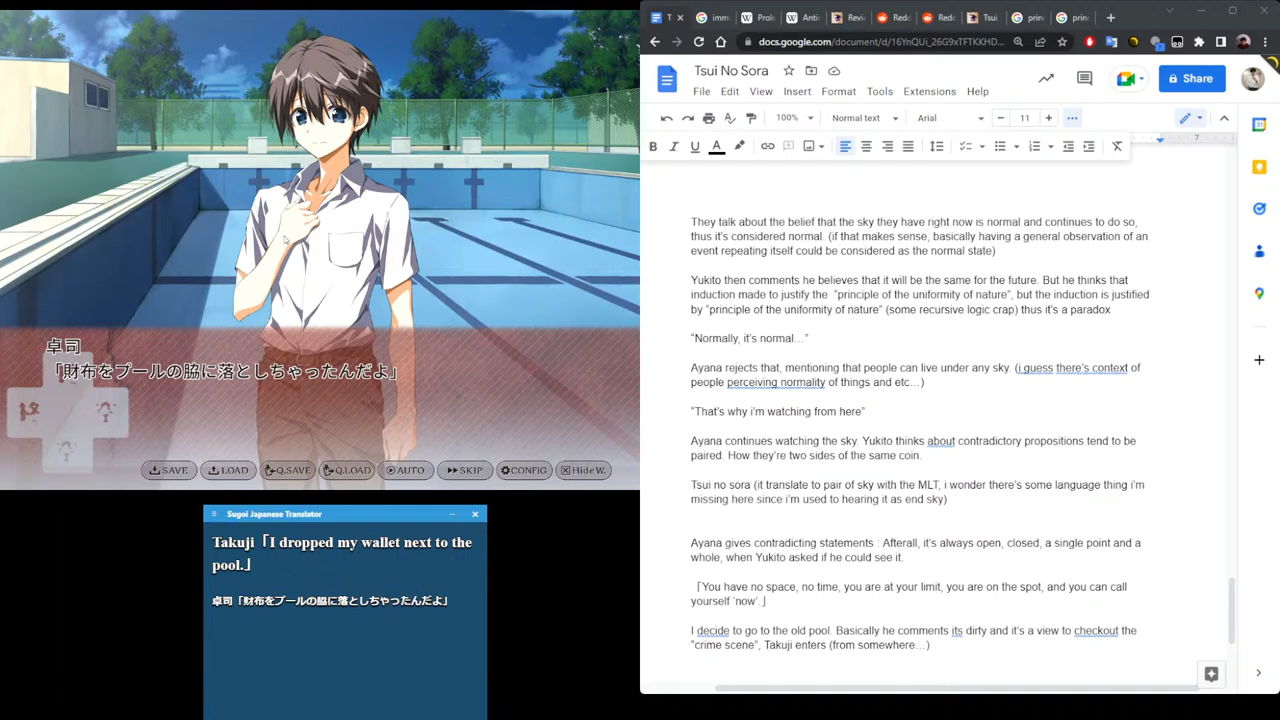 卓司
「財布をプールの脇に落としちゃったんだよ」
SAVE
LOAD
Q.SAVE
Q.LOAD
AUTO
SKIP
CONFIG
Hide W.
Sugoi Japanese Translator
Takuji「I dropped my wallet next to the
pool.」
卓司「財布をプールの脇に落としちゃったんだよ」
T
imm
Prole
Anti
Revie
Redd
Redd
Tsui
princ
princ
docs.google.com/document/d/16YnQUi_26G9xTFTKKHD...
Tsui No Sora
File Edit View Insert Format Tools Extensions Help
Share
100%
Normal text
Arial
11
7
They talk about the belief that the sky they have right now is normal and continues to do so,
thus it's considered normal. (if that makes sense, basically having a general observation of an
event repeating itself could be considered as the normal state)
Yukito then comments he believes that it will be the same for the future. But he thinks that
induction made to justify the “principle of the uniformity of nature”, but the induction is justified
by “principle of the uniformity of nature” (some recursive logic crap) thus it's a paradox
“Normally, it's normal…”
Ayana rejects that, mentioning that people can live under any sky. (i guess there's context of
people perceiving normality of things and etc…)
“That's why i'm watching from here”
Ayana continues watching the sky. Yukito thinks about contradictory propositions tend to be
paired. How they're two sides of the same coin.
Tsui no sora (it translate to pair of sky with the MLT, i wonder there's some language thing i'm
missing here since i'm used to hearing it as end sky)
Ayana gives contradicting statements : Afterall, it's always open, closed, a single point and a
whole, when Yukito asked if he could see it.
「You have no space, no time, you are at your limit, you are on the spot, and you can call
yourself ‘now’.」
I decide to go to the old pool. Basically he comments its dirty and it's a view to checkout the
“crime scene”, Takuji enters (from somewhere…)